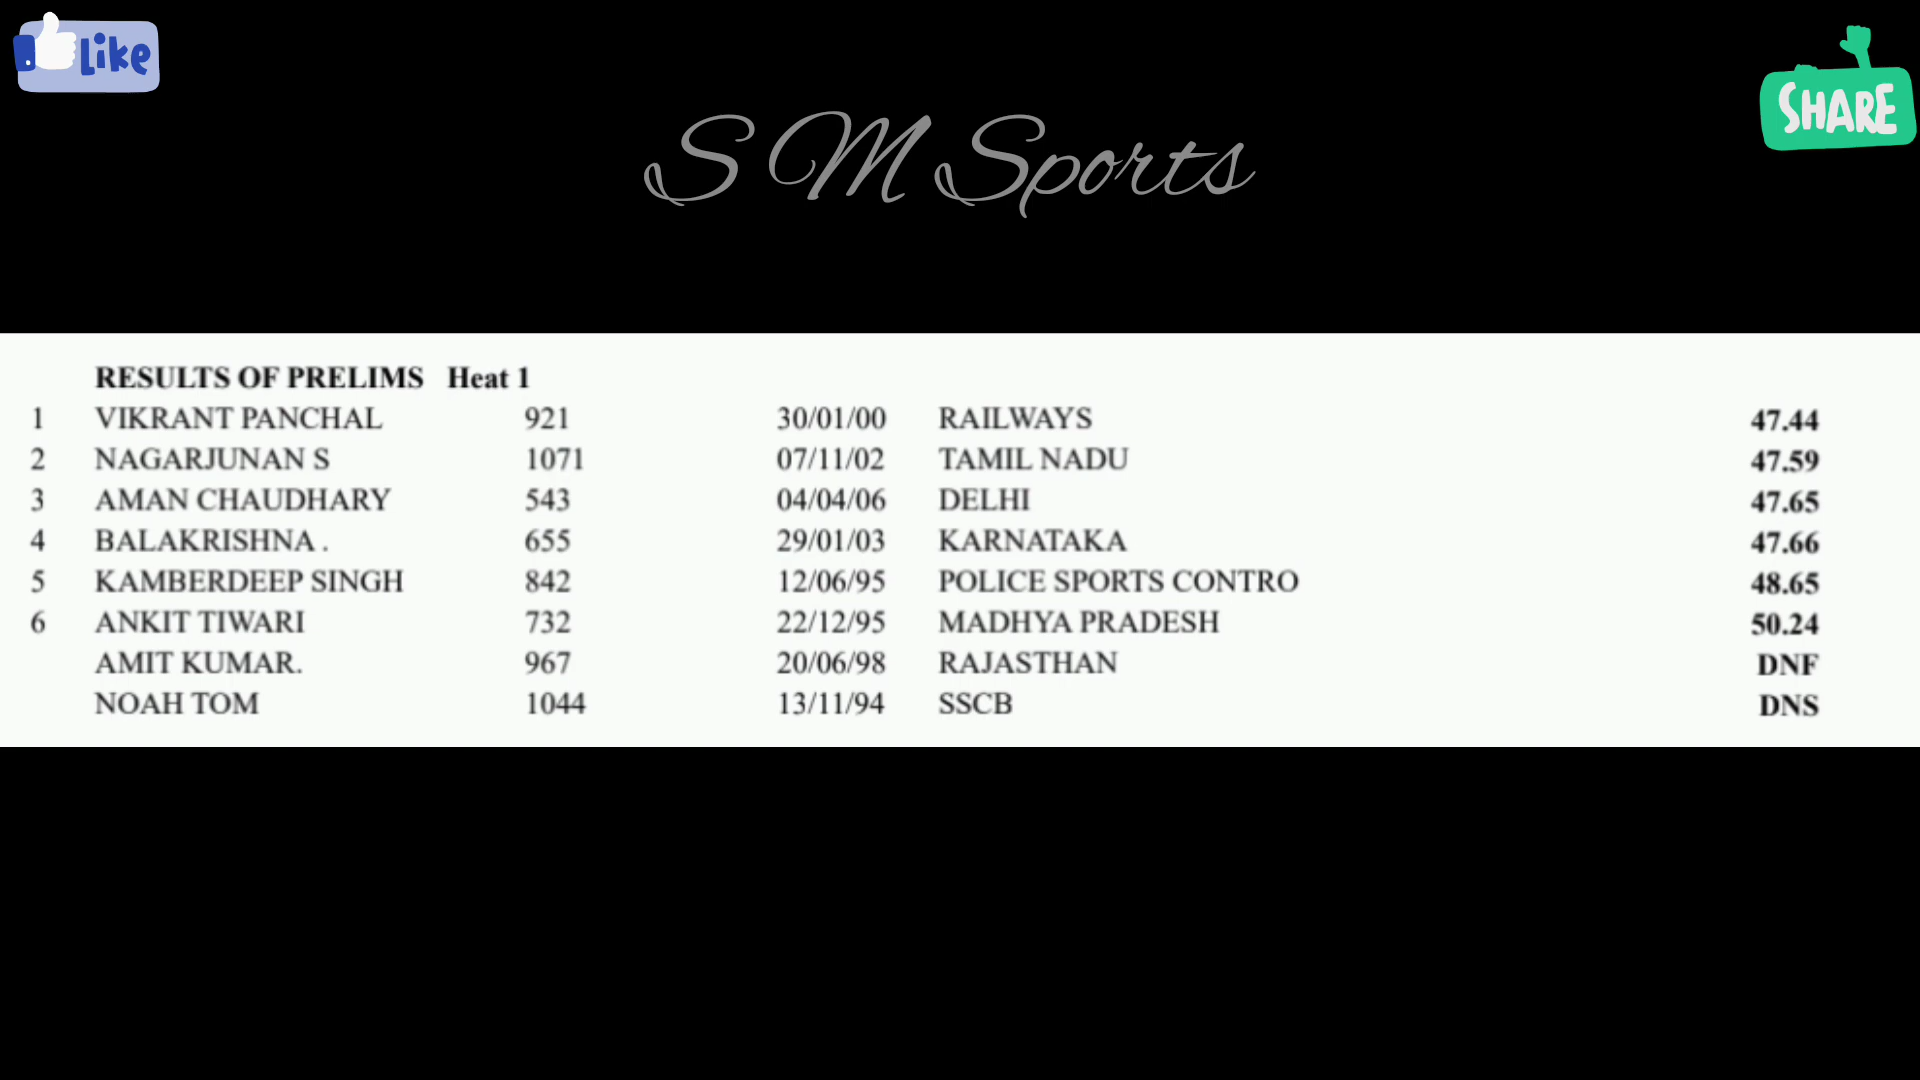 Like
SHARE
S M Sports
RESULTS OF PRELIMS Heat 1
1 VIKRANT PANCHAL 921 30/01/00 RAILWAYS 47.44
2 NAGARJUNAN S 1071 07/11/02 TAMIL NADU 47.59
3 AMAN CHAUDHARY 543 04/04/06 DELHI 47.65
4 BALAKRISHNA . 655 29/01/03 KARNATAKA 47.66
5 KAMBERDEEP SINGH 842 12/06/95 POLICE SPORTS CONTRO 48.65
6 ANKIT TIWARI 732 22/12/95 MADHYA PRADESH 50.24
AMIT KUMAR. 967 20/06/98 RAJASTHAN DNF
NOAH TOM 1044 13/11/94 SSCB DNS